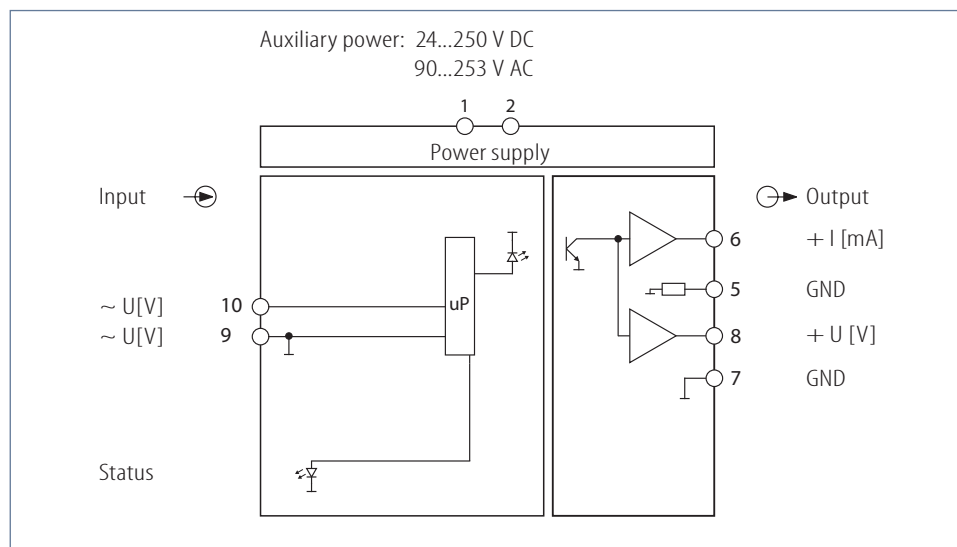 Auxiliary power: 24...250 V DC
90...253 V AC
1 2
Power supply
Input
Output
6 + I [mA]
5 GND
~ U[V] 10
uP
~ U[V] 9
8 + U [V]
7 GND
Status